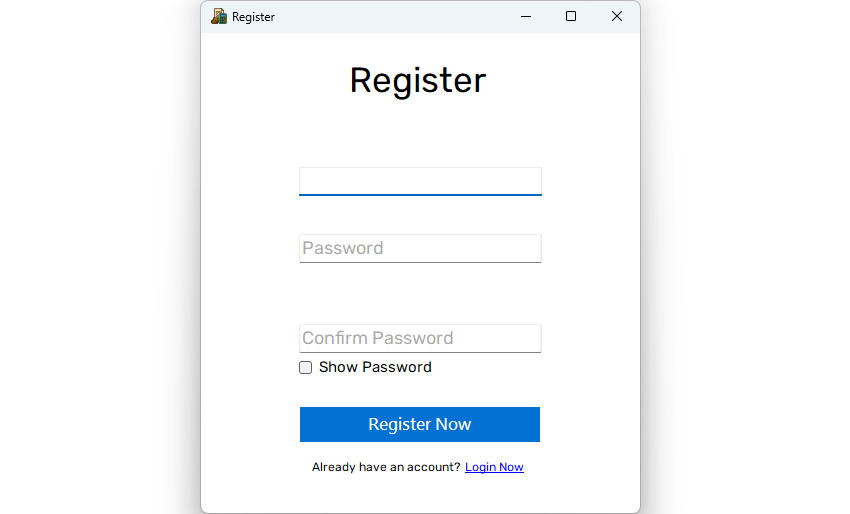 Register
Register
Password
Confirm Password
Show Password
Register Now
Already have an account? Login Now